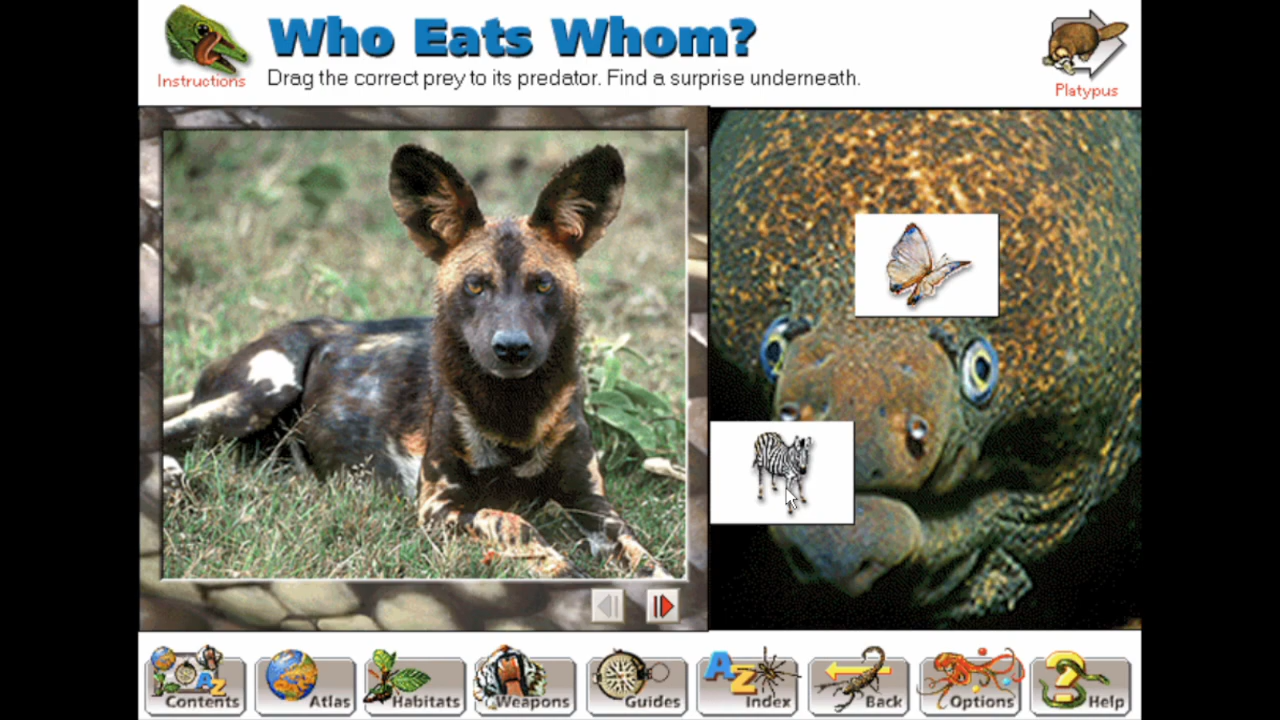 Who Eats Whom?
Instructions
Drag the correct prey to its predator. Find a surprise underneath.
Platypus
Contents
Atlas
Habitats
Weapons
Guides
AZ
Index
Back
Options
Help